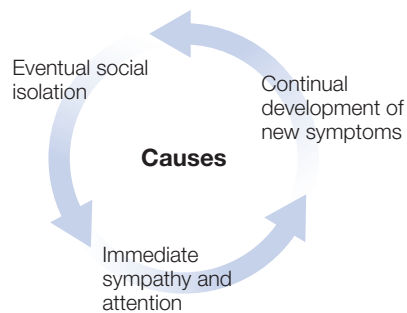 Eventual social
isolation
Continual
development of
new symptoms
Causes
Immediate
sympathy and
attention